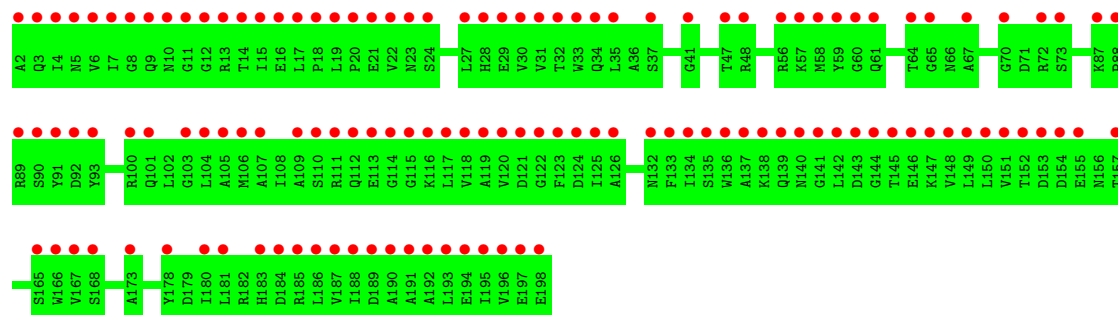 A2 Q3 I4 N5 V6 I7 G8 Q9 N10 G11 G12 R13 T14 I15 E16 L17 P18 L19 P20 E21 V22 N23 S24 L27 H28 E29 V30 V31 T32 W33 Q34 L35 A36 S37 G41 T47 R48 R56 K57 M58 Y59 G60 Q61 T64 G65 N66 A67 G70 D71 R72 S73 K87
R89 S90 Y91 D92 Y93 R100 Q101 L102 G103 L104 A105 M106 A107 I108 A109 S110 R111 Q112 E113 G114 G115 K116 L117 V118 A119 V120 D121 G122 F123 D124 I125 A126 N132 F133 I134 S135 W136 A137 K138 Q139 N140 G141 L142 D143 G144 T145 E146 K147 V148 L149 L150 V151 T152 D153 D154 E155 N156 T157
S165 W166 V167 S168 A173 Y178 D179 I180 L181 R182 H183 D184 R185 L186 V187 I188 D189 A190 A191 A192 L193 E194 I195 V196 E197 E198